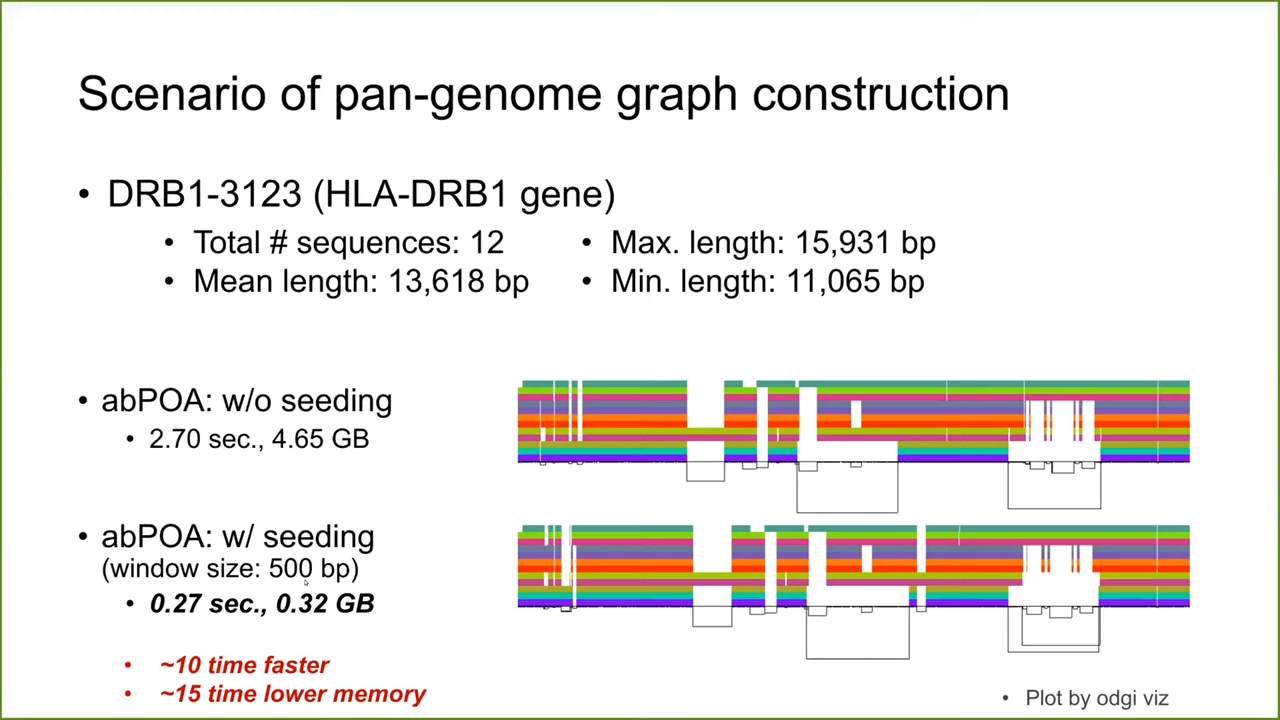 Scenario of pan-genome graph construction
• DRB1-3123 (HLA-DRB1 gene)
• Total # sequences: 12
• Max. length: 15,931 bp
• Mean length: 13,618 bp
• Min. length: 11,065 bp
• abPOA: w/o seeding
• 2.70 sec., 4.65 GB
• abPOA: w/ seeding
(window size: 500 bp)
• 0.27 sec., 0.32 GB
• ~10 time faster
• ~15 time lower memory
• Plot by odgi viz